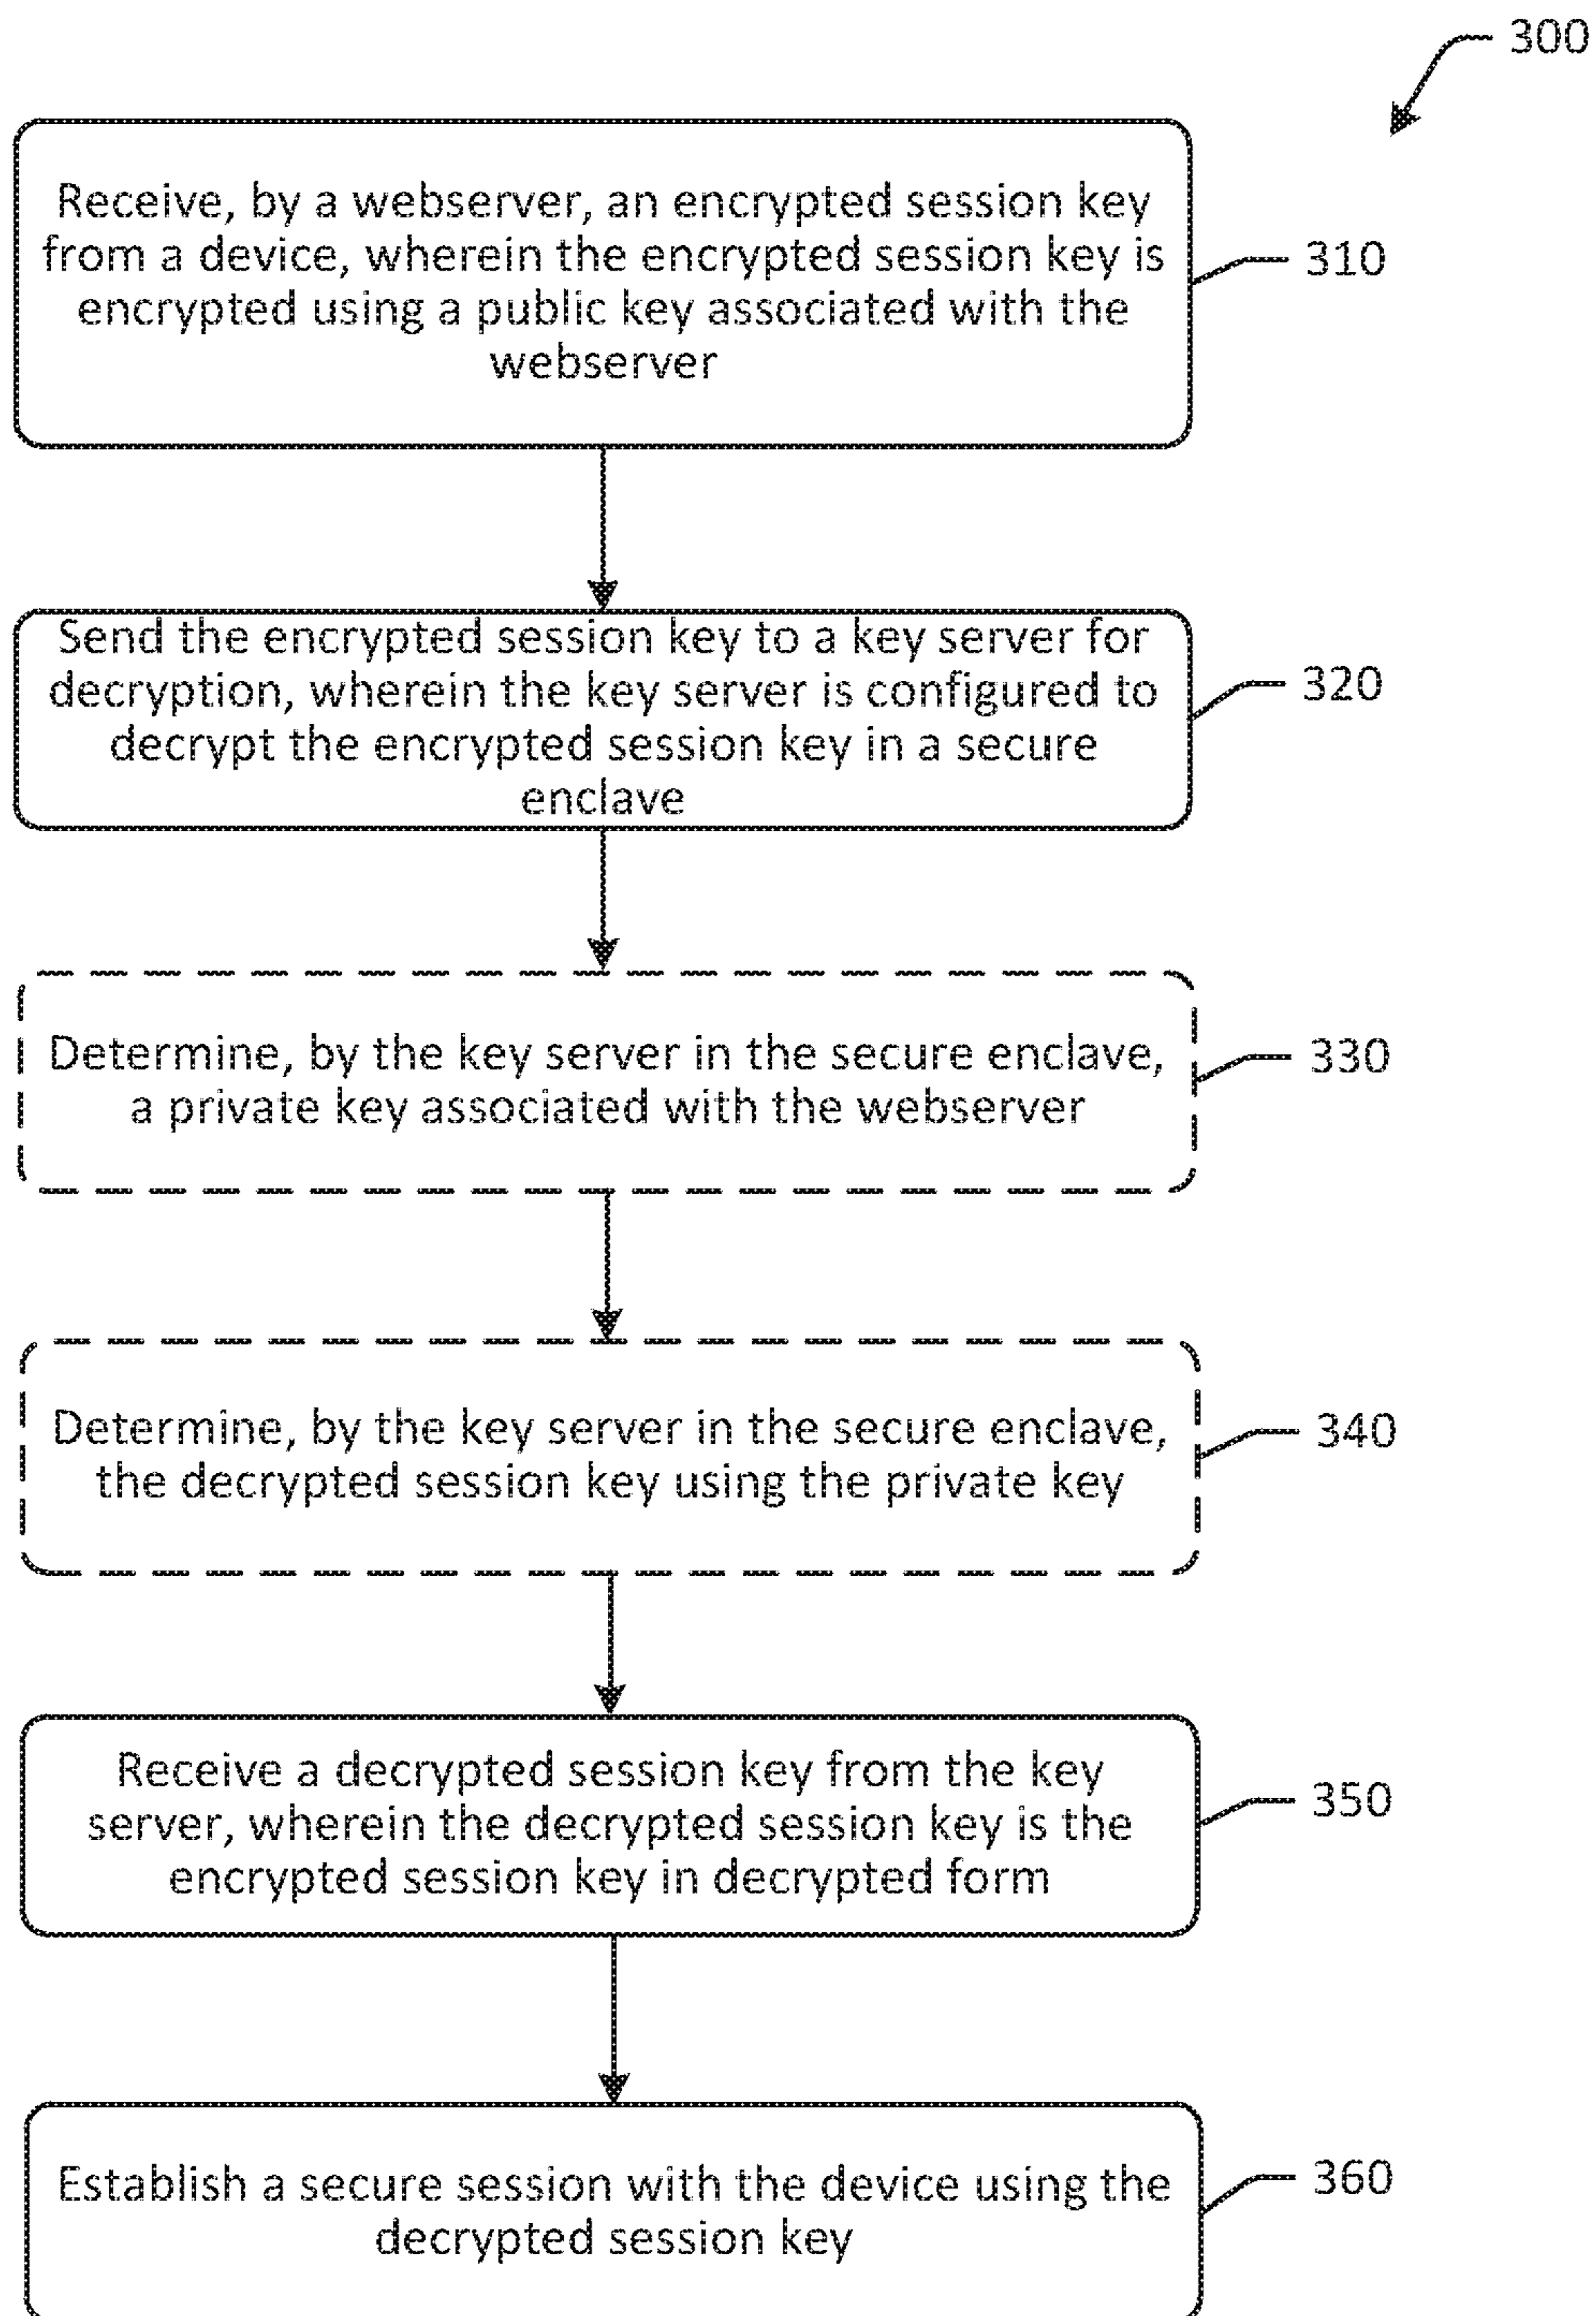 300
Receive, by a webserver, an encrypted session key
from a device, wherein the encrypted session key is
encrypted using a public key associated with the
webserver
310
Send the encrypted session key to a key server for
decryption, wherein the key server is configured to
decrypt the encrypted session key in a secure
enclave
320
Determine, by the key server in the secure enclave,
a private key associated with the webserver
330
Determine, by the key server in the secure enclave,
the decrypted session key using the private key
340
Receive a decrypted session key from the key
server, wherein the decrypted session key is the
encrypted session key in decrypted form
350
Establish a secure session with the device using the
decrypted session key
360